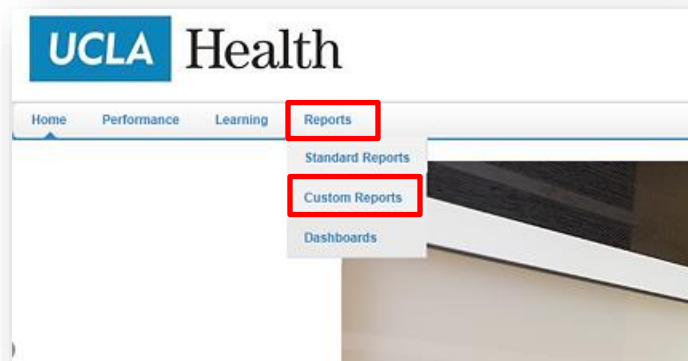 UCLA Health
Home Performance Learning Reports
Standard Reports
Custom Reports
Dashboards